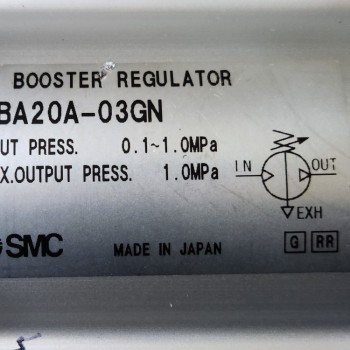 BOOSTER REGULATOR
BA20A-03GN
UT PRESS. 0.1~1.0MPa
X.OUTPUT PRESS. 1.0MPa
IN OUT
EXH
SMC MADE IN JAPAN G RR